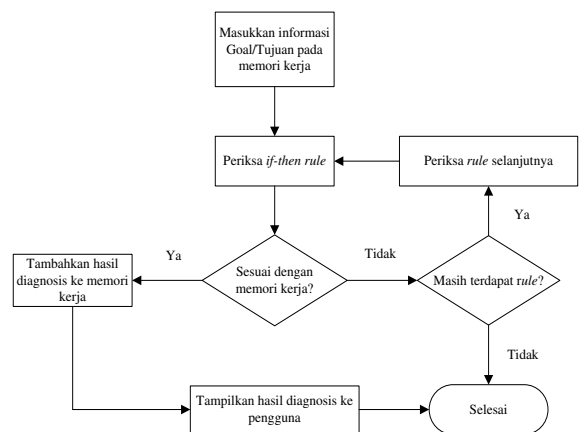 Masukkan informasi
Goal/Tujuan pada
memori kerja
Periksa if-then rule
Periksa rule selanjutnya
Ya
Tambahkan hasil
diagnosis ke memori
kerja
Ya
Sesuai dengan
memori kerja?
Tidak
Masih terdapat rule?
Tidak
Tampilkan hasil diagnosis ke
pengguna
Selesai